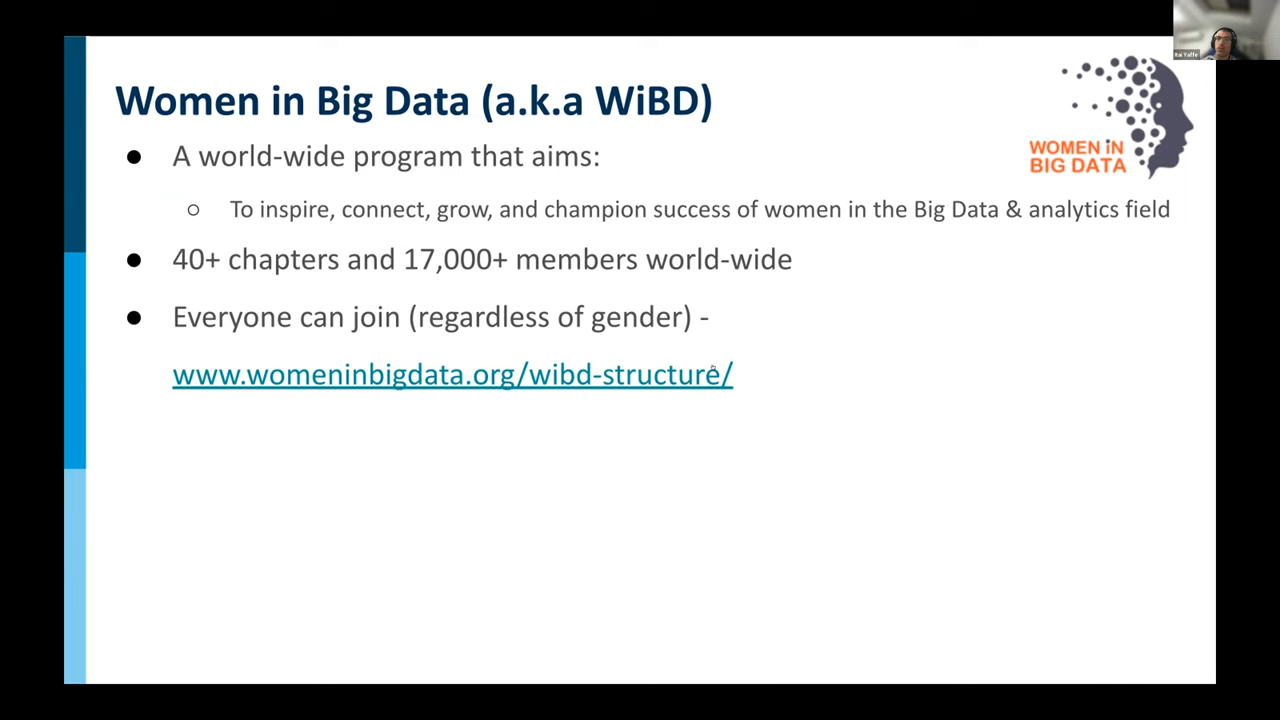 Itai Yaffe
Women in Big Data (a.k.a WiBD)
WOMEN iN
BIG DATA
● A world-wide program that aims:
○ To inspire, connect, grow, and champion success of women in the Big Data & analytics field
● 40+ chapters and 17,000+ members world-wide
● Everyone can join (regardless of gender) -
www.womeninbigdata.org/wibd-structure/